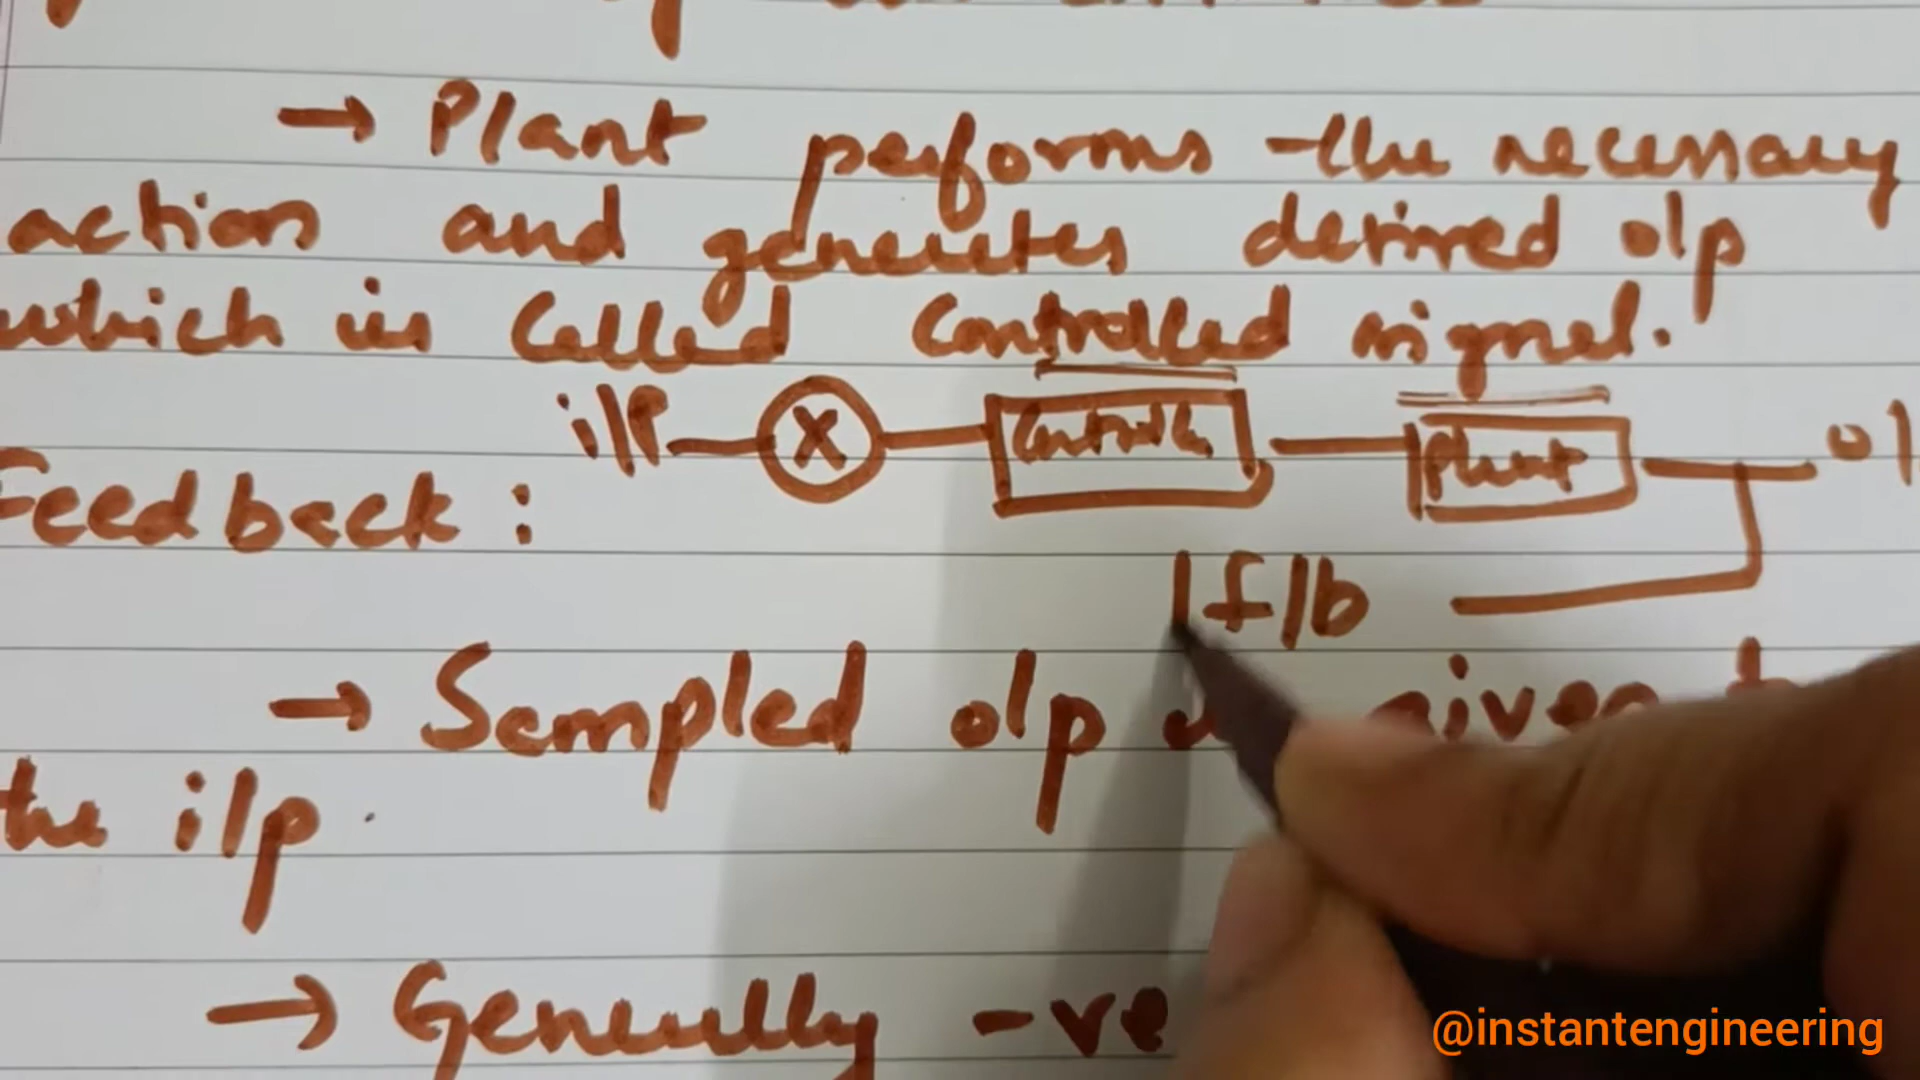 → Plant performs the necessary
action and generates desired o/p
which is called Controlled signal.
i/p X Controller Plant o/
Feedback :
f/b
→ Sampled o/p given
the i/p.
→ Generally -ve
@instantengineering